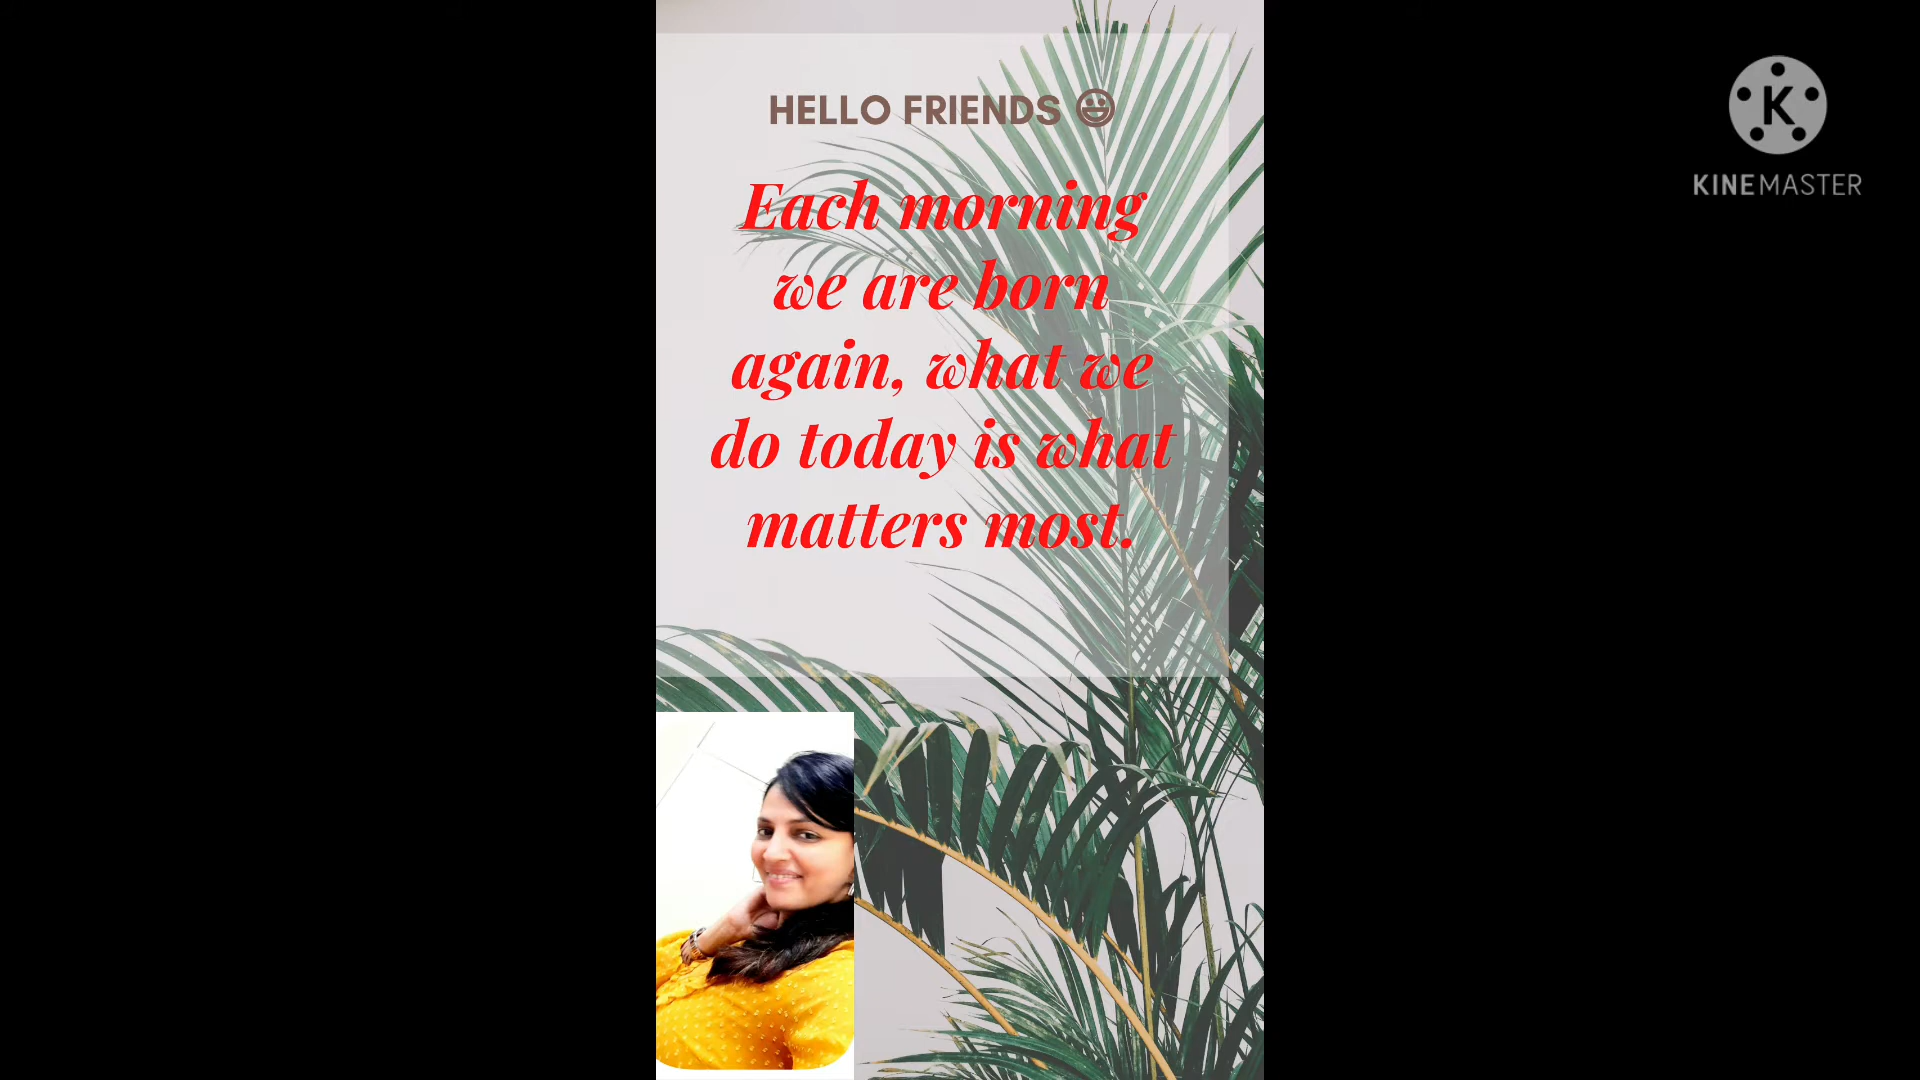 HELLO FRIENDS 😃
Each morning
we are born
again, what we
do today is what
matters most.
K
KINEMASTER